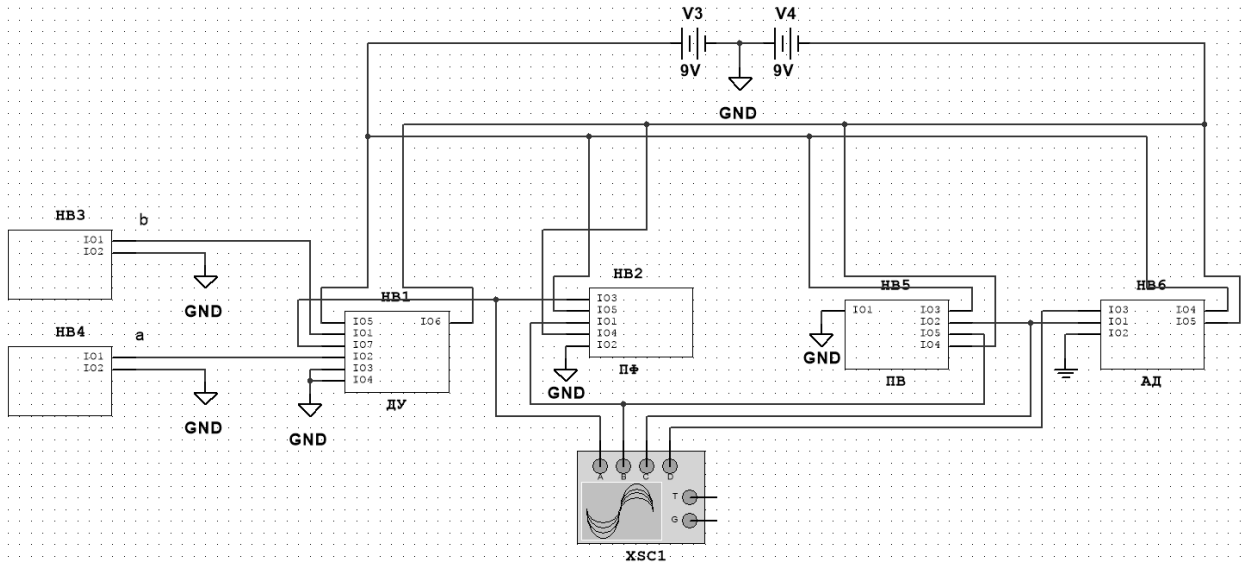 V3 V4
9V 9V
GND
HB3 b
IO1
IO2
GND
HB4 a
IO1
IO2
GND
HB1
IO5 IO6
IO1
IO7
IO2
IO3
IO4
ДУ
GND
HB2
IO3
IO5
IO1
IO4
IO2
ПФ
GND
HB5
IO1 IO3
IO2
IO5
IO4
GND
ПВ
HB6
IO3 IO4
IO1 IO5
IO2
АД
A B C D
T
G
XSC1